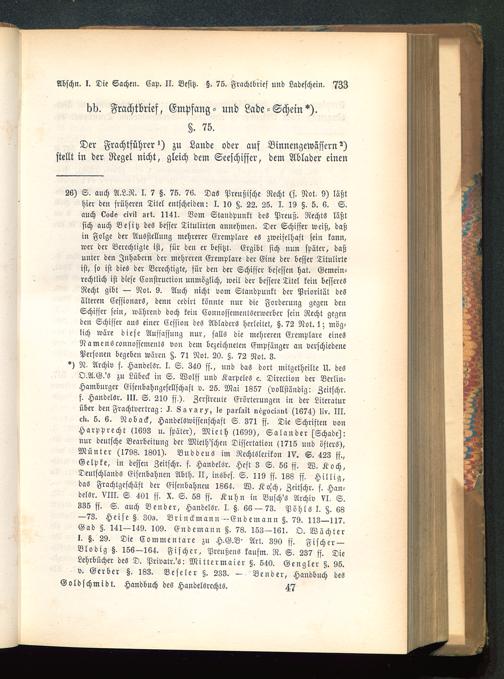 Abschn. I. Die Sachen. Cap. II. Besitz. §. 75. Frachtbrief und Ladeschein. 733
bb. Frachtbrief, Empfang- und Lade-Schein*).
§. 75.
Der Frachtführer¹) zu Lande oder auf Binnengewässern²)
stellt in der Regel nicht, gleich dem Seeschiffer, dem Ablader einen
26) S. auch A.L.R. I. 7 §. 75. 76. Das Preußische Recht (s. Not. 9) läßt
hier den früheren Titel entscheiden: I. 10 §. 22. 25. I. 19 §. 5. 6. S.
auch Code civil art. 1141. Vom Standpunkt des Preuß. Rechts läßt
sich auch Besitz des besser Titulirten annehmen. Der Schiffer weiß, daß
in Folge der Ausstellung mehrerer Exemplare es zweifelhaft sein kann,
wer der Berechtigte ist, für den er besitzt. Ergibt sich nun später, daß
unter den Inhabern der mehreren Exemplare der Eine der besser Titulirte
ist, so ist dies der Berechtigte, für den der Schiffer besessen hat. Gemein-
rechtlich ist diese Construction unmöglich, weil der bessere Titel kein besseres
Recht gibt — Not. 9. Auch nicht vom Standpunkt der Priorität des
älteren Cessionars, denn cedirt könnte nur die Forderung gegen den
Schiffer sein, während doch kein Connossementserwerber sein Recht gegen
den Schiffer aus einer Cession des Abladers herleitet, §. 72 Not. 1; mög-
lich wäre diese Auffassung nur, falls die mehreren Exemplare eines
Namensconnossements von dem bezeichneten Empfänger an verschiedene
Personen begeben wären §. 71 Not. 20. §. 72 Not. 3.
*) N. Archiv f. Handelsr. I. S. 340 ff., und das dort mitgetheilte U. des
O.A.G.'s zu Lübeck in S. Wolff und Karpeles c. Direction der Berlin-
Hamburger Eisenbahngesellschaft v. 25. Mai 1857 (vollständig: Zeitschr.
f. Handelsr. III. S. 210 ff.). Zerstreute Erörterungen in der Literatur
über den Frachtvertrag: J. Savary, le parfait négociant (1674) liv. III.
ch. 5. 6. Noback, Handelswissenschaft S. 371 ff. Die Schriften von
Harpprecht (1693 u. später), Mieth (1699), Salander [Schade]:
nur deutsche Bearbeitung der Mieth'schen Dissertation (1715 und öfters),
Münter (1798. 1801). Buddeus im Rechtslexikon IV. S. 423 ff.,
Gelpke, in dessen Zeitschr. f. Handelsr. Heft 3 S. 56 ff. W. Koch,
Deutschlands Eisenbahnen Abth. II., insbes. S. 119 ff. 188 ff. Hillig,
das Frachtgeschäft der Eisenbahnen 1864. W. Koch, Zeitschr. f. Han-
delsr. VIII. S 401 ff. X. S. 58 ff. Kuhn in Busch's Archiv VI. S.
335 ff. S. auch Bender, Handelsr. I. §. 66—73. Pöhls I. §. 68
—73. Heise §. 30a. Brinckmann—Endemann §. 79. 113—117.
Gad §. 141—149. 109. Endemann §. 78. 153—161. O. Wächter
I. §. 29. Die Commentare zu H.G.B. Art. 390 ff. Fischer—
Blodig §. 156—164. Fischer, Preußens kaufm. R. S. 237 ff. Die
Lehrbücher des D. Privatr.'s: Mittermaier §. 540. Gengler §. 95.
v. Gerber §. 183. Beseler §. 233. — Bender, Handbuch des
Goldschmidt. Handbuch des Handelsrechts. 47